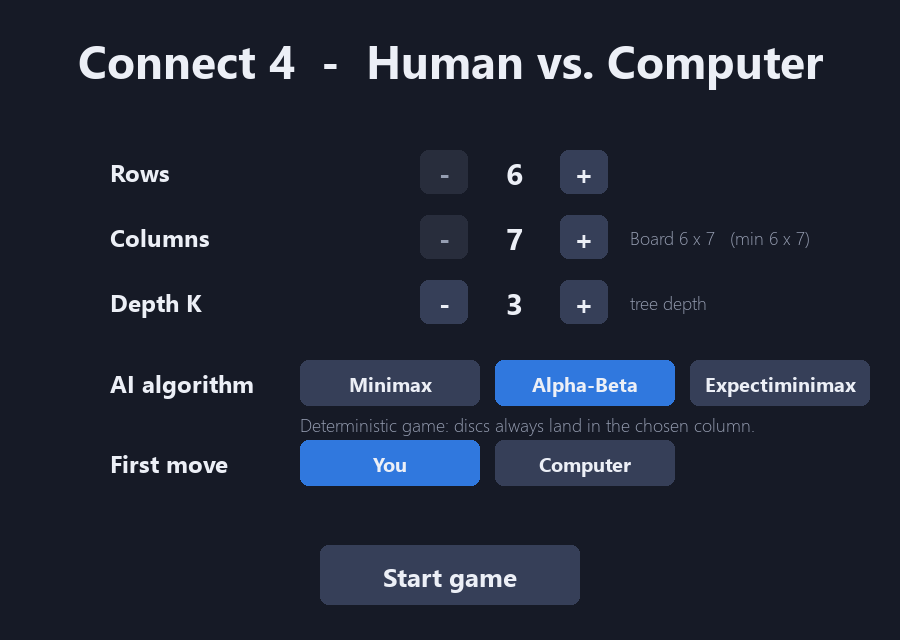 Connect 4 - Human vs. Computer
Rows - 6 +
Columns - 7 + Board 6 x 7 (min 6 x 7)
Depth K - 3 + tree depth
AI algorithm Minimax Alpha-Beta Expectiminimax
Deterministic game: discs always land in the chosen column.
First move You Computer
Start game